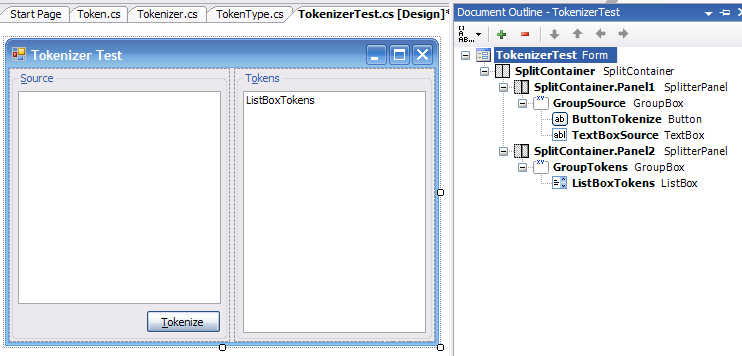 Start Page Token.cs Tokenizer.cs TokenType.cs TokenizerTest.cs [Design]*
Tokenizer Test
Source
Tokens
ListBoxTokens
Tokenize
Document Outline - TokenizerTest
{}
AB...
TokenizerTest Form
SplitContainer SplitContainer
SplitContainer.Panel1 SplitterPanel
GroupSource GroupBox
ButtonTokenize Button
TextBoxSource TextBox
SplitContainer.Panel2 SplitterPanel
GroupTokens GroupBox
ListBoxTokens ListBox